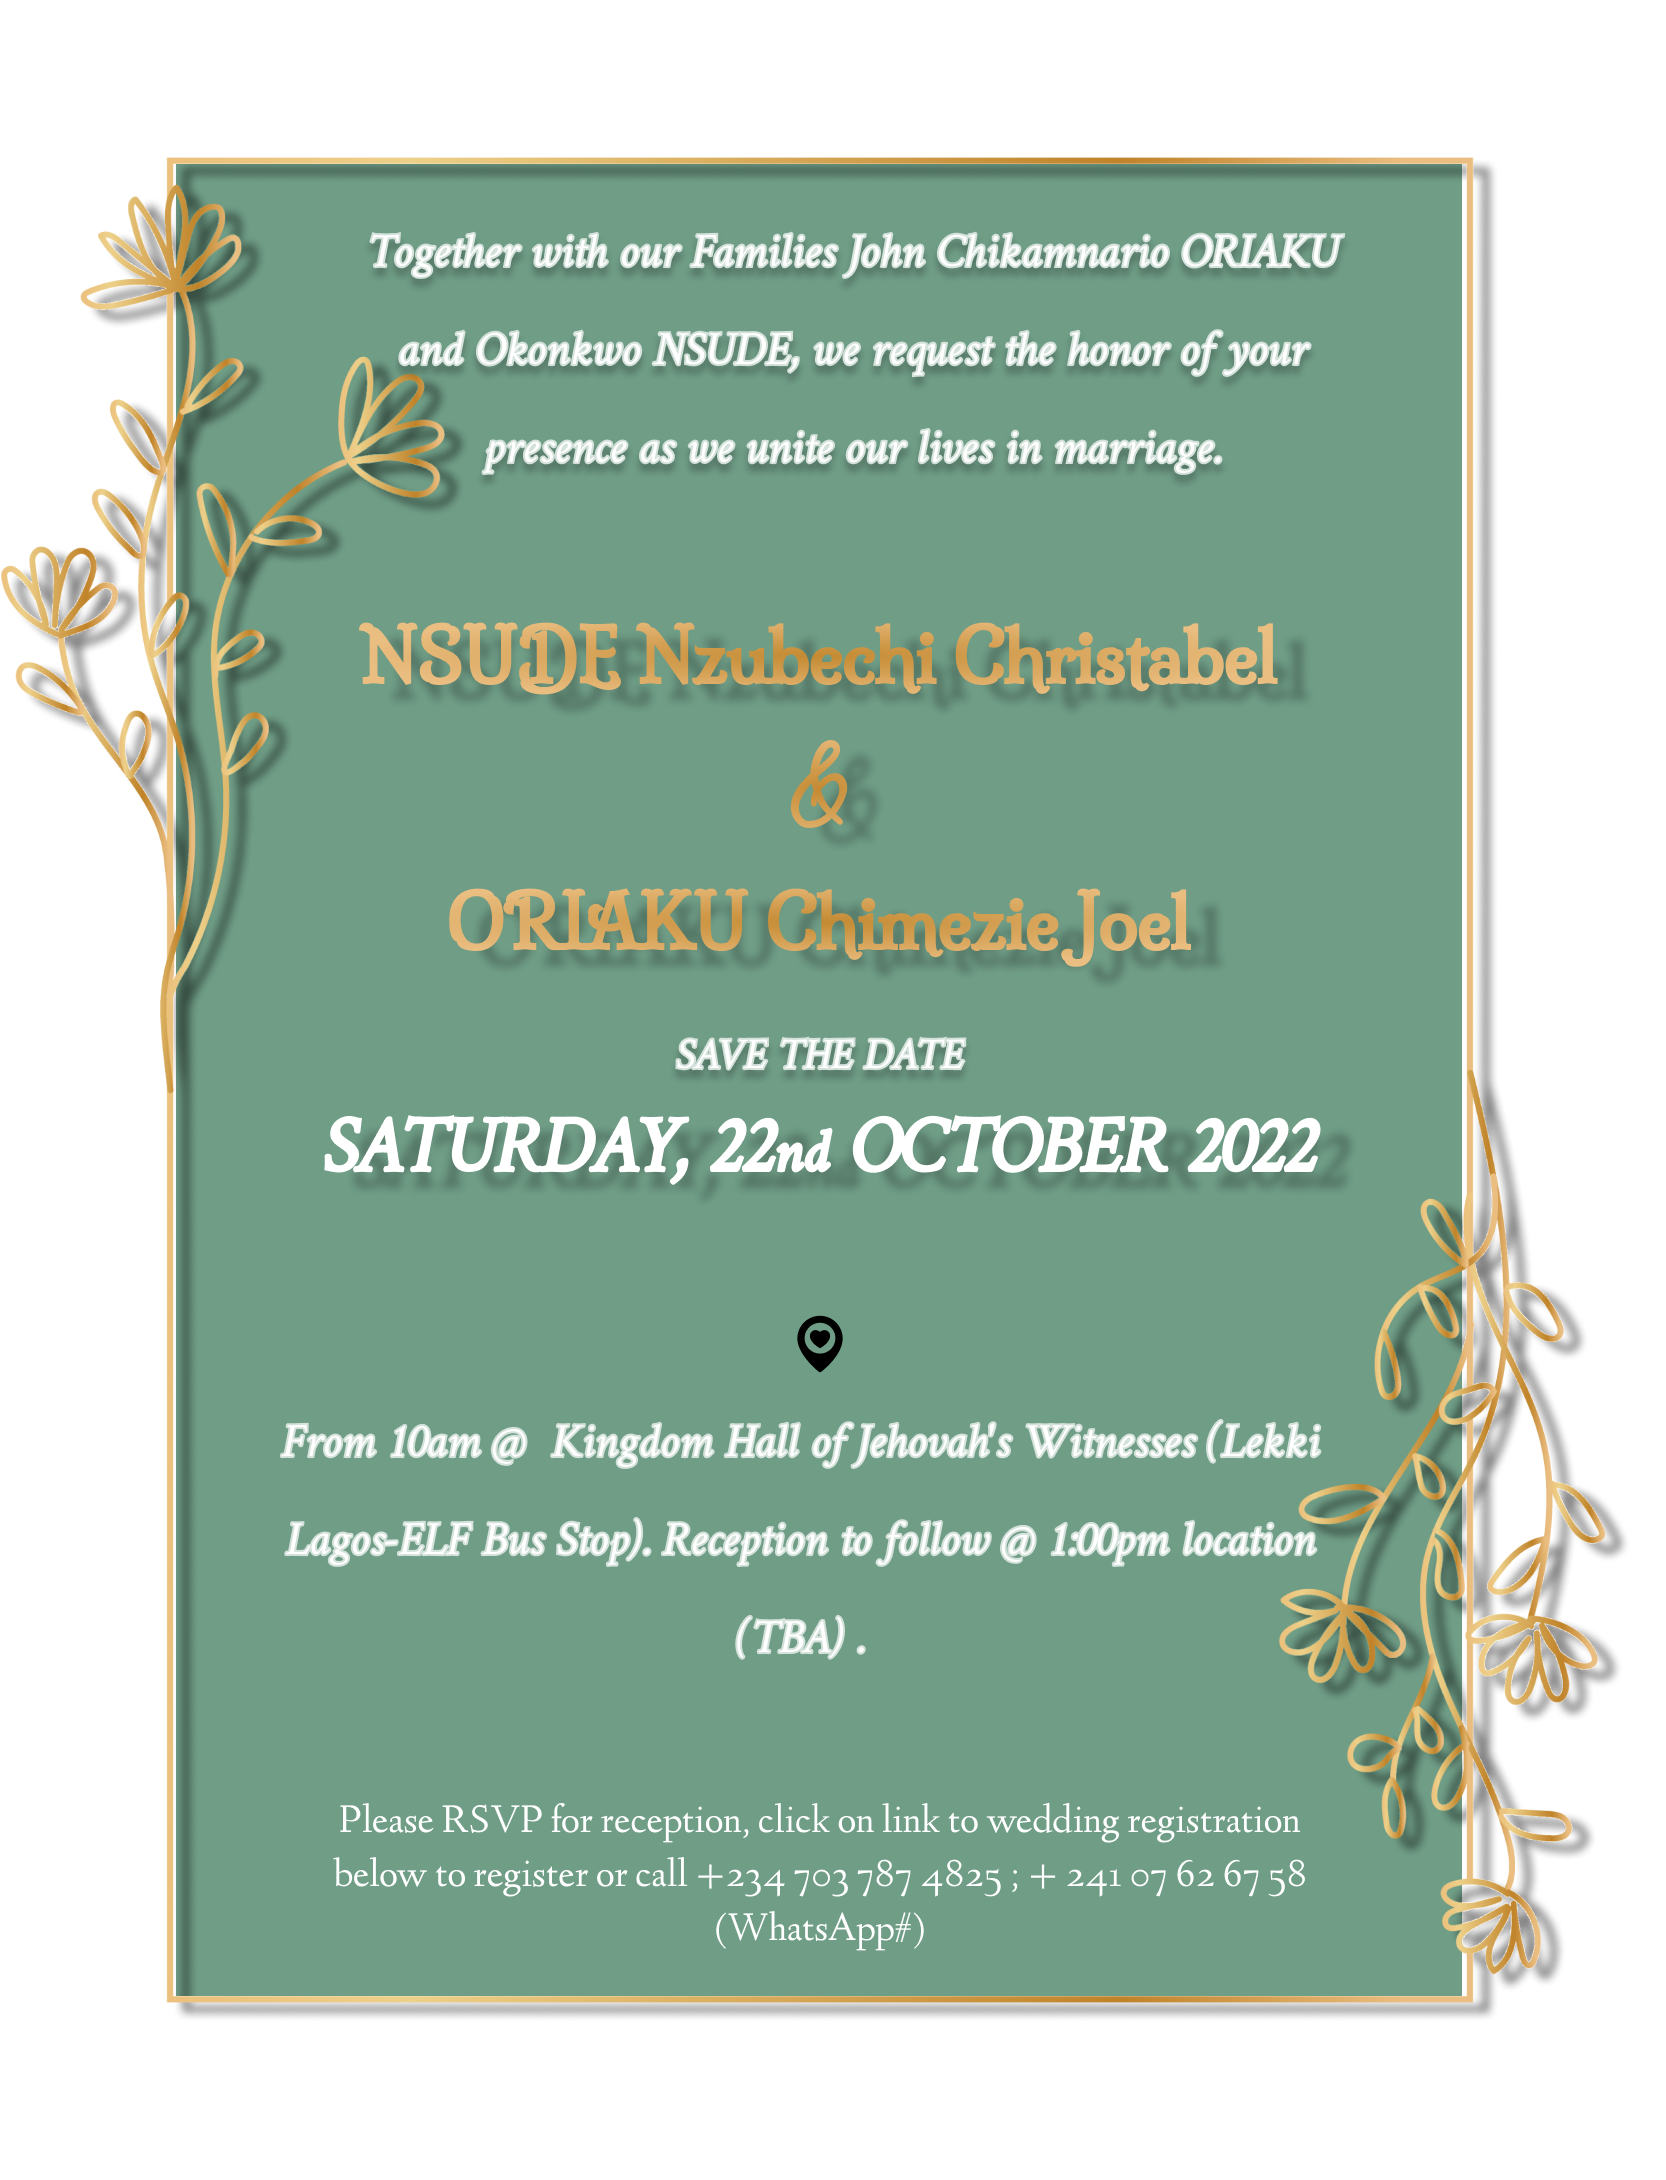 Together with our Families John Chikamnario ORIAKU
and Okonkwo NSUDE, we request the honor of your
presence as we unite our lives in marriage.
NSUDE Nzubechi Christabel
&
ORIAKU Chimezie Joel
SAVE THE DATE
SATURDAY, 22nd OCTOBER 2022
From 10am @ Kingdom Hall of Jehovah's Witnesses (Lekki
Lagos-ELF Bus Stop). Reception to follow @ 1:00pm location
(TBA) .
Please RSVP for reception, click on link to wedding registration
below to register or call +234 703 787 4825 ; + 241 07 62 67 58
(WhatsApp#)